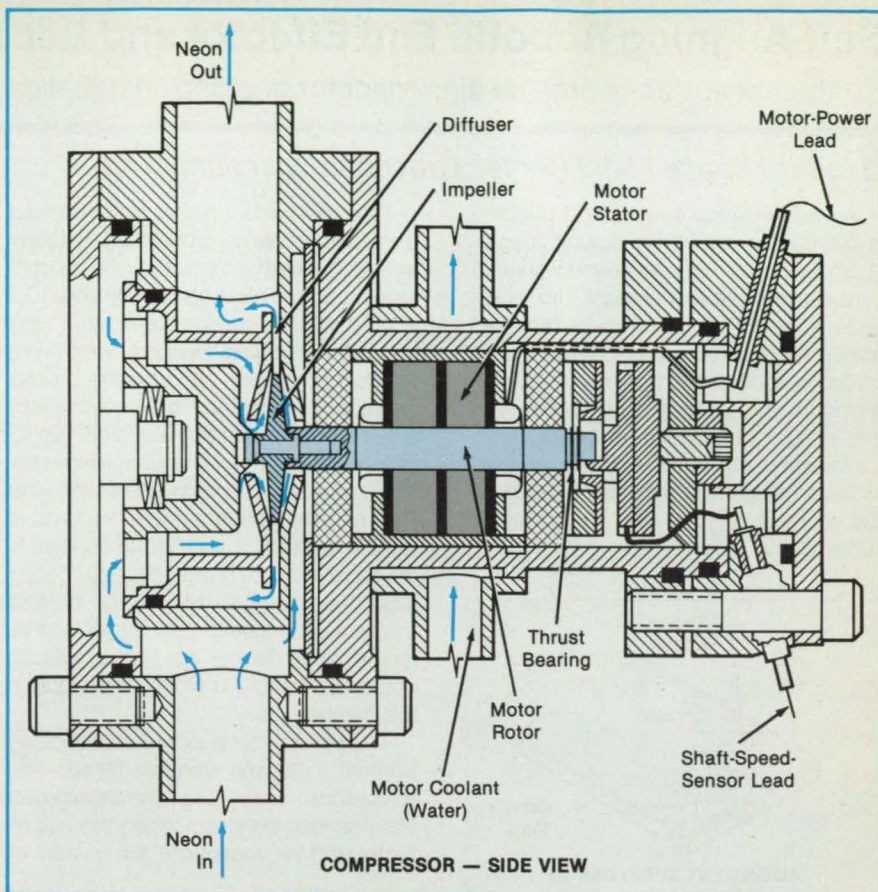 Neon
Out
Diffuser
Impeller
Motor
Stator
Motor-Power
Lead
Thrust
Bearing
Motor
Rotor
Motor Coolant
(Water)
Shaft-Speed-
Sensor Lead
Neon
In
COMPRESSOR — SIDE VIEW